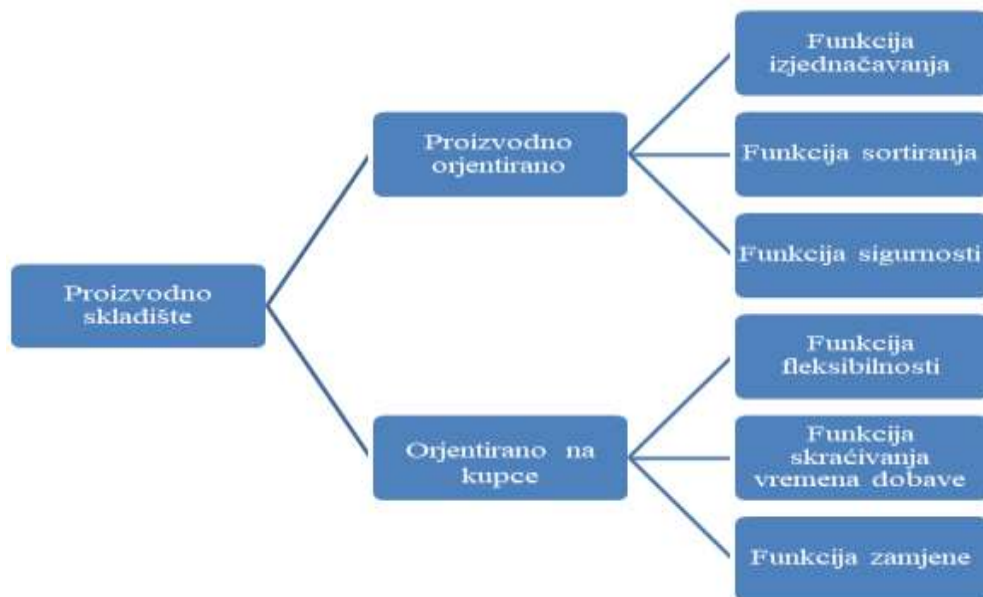 Proizvodno
skladište
Proizvodno
orjentirano
Funkcija
izjednačavanja
Funkcija sortiranja
Funkcija sigurnosti
Orjentirano na
kupce
Funkcija
fleksibilnosti
Funkcija
skraćivanja
vremena dobave
Funkcija zamjene